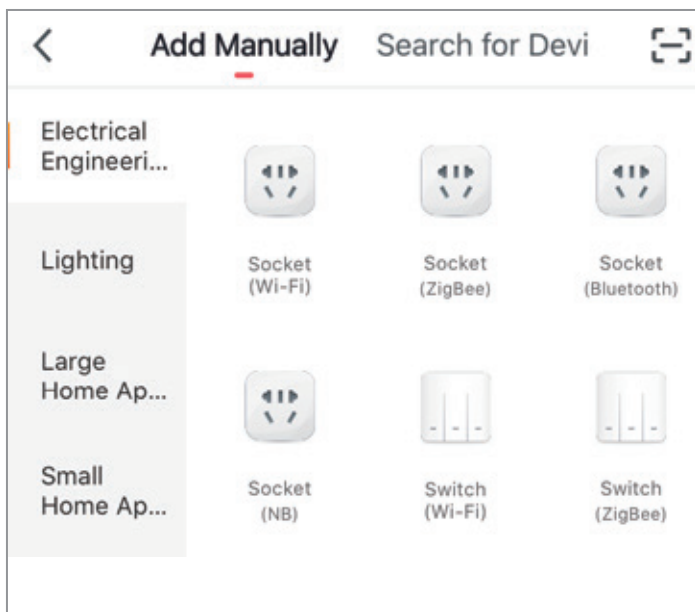 Add Manually
Search for Devi
Electrical
Engineeri...
Lighting
Large
Home Ap...
Small
Home Ap...
Socket
(Wi-Fi)
Socket
(ZigBee)
Socket
(Bluetooth)
Socket
(NB)
Switch
(Wi-Fi)
Switch
(ZigBee)